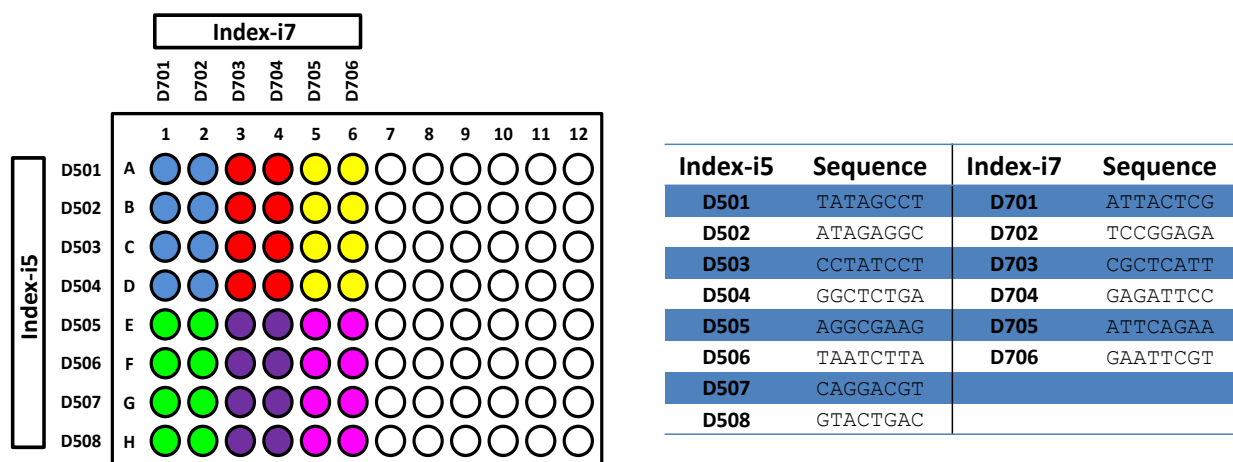 Index-i7
D701 D702 D703 D704 D705 D706
1 2 3 4 5 6 7 8 9 10 11 12
Index-i5
D501 A
D502 B
D503 C
D504 D
D505 E
D506 F
D507 G
D508 H
Index-i5 Sequence Index-i7 Sequence
D501 TATAGCCT D701 ATTACTCG
D502 ATAGAGGC D702 TCCGGAGA
D503 CCTATCCT D703 CGCTCATT
D504 GGCTCTGA D704 GAGATTCC
D505 AGGCGAAG D705 ATTCAGAA
D506 TAATCTTA D706 GAATTCGT
D507 CAGGACGT
D508 GTACTGAC